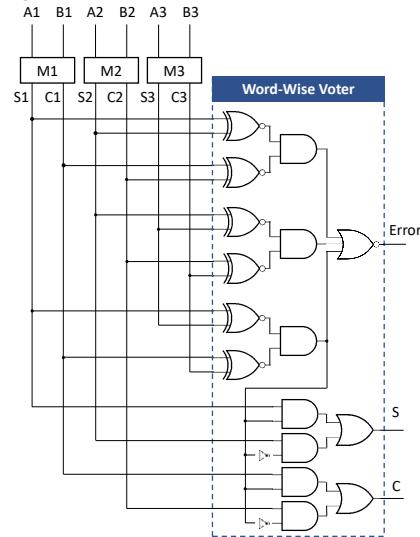 A1 B1 A2 B2 A3 B3
M1 M2 M3
S1 C1 S2 C2 S3 C3
Word-Wise Voter
Error
S
C